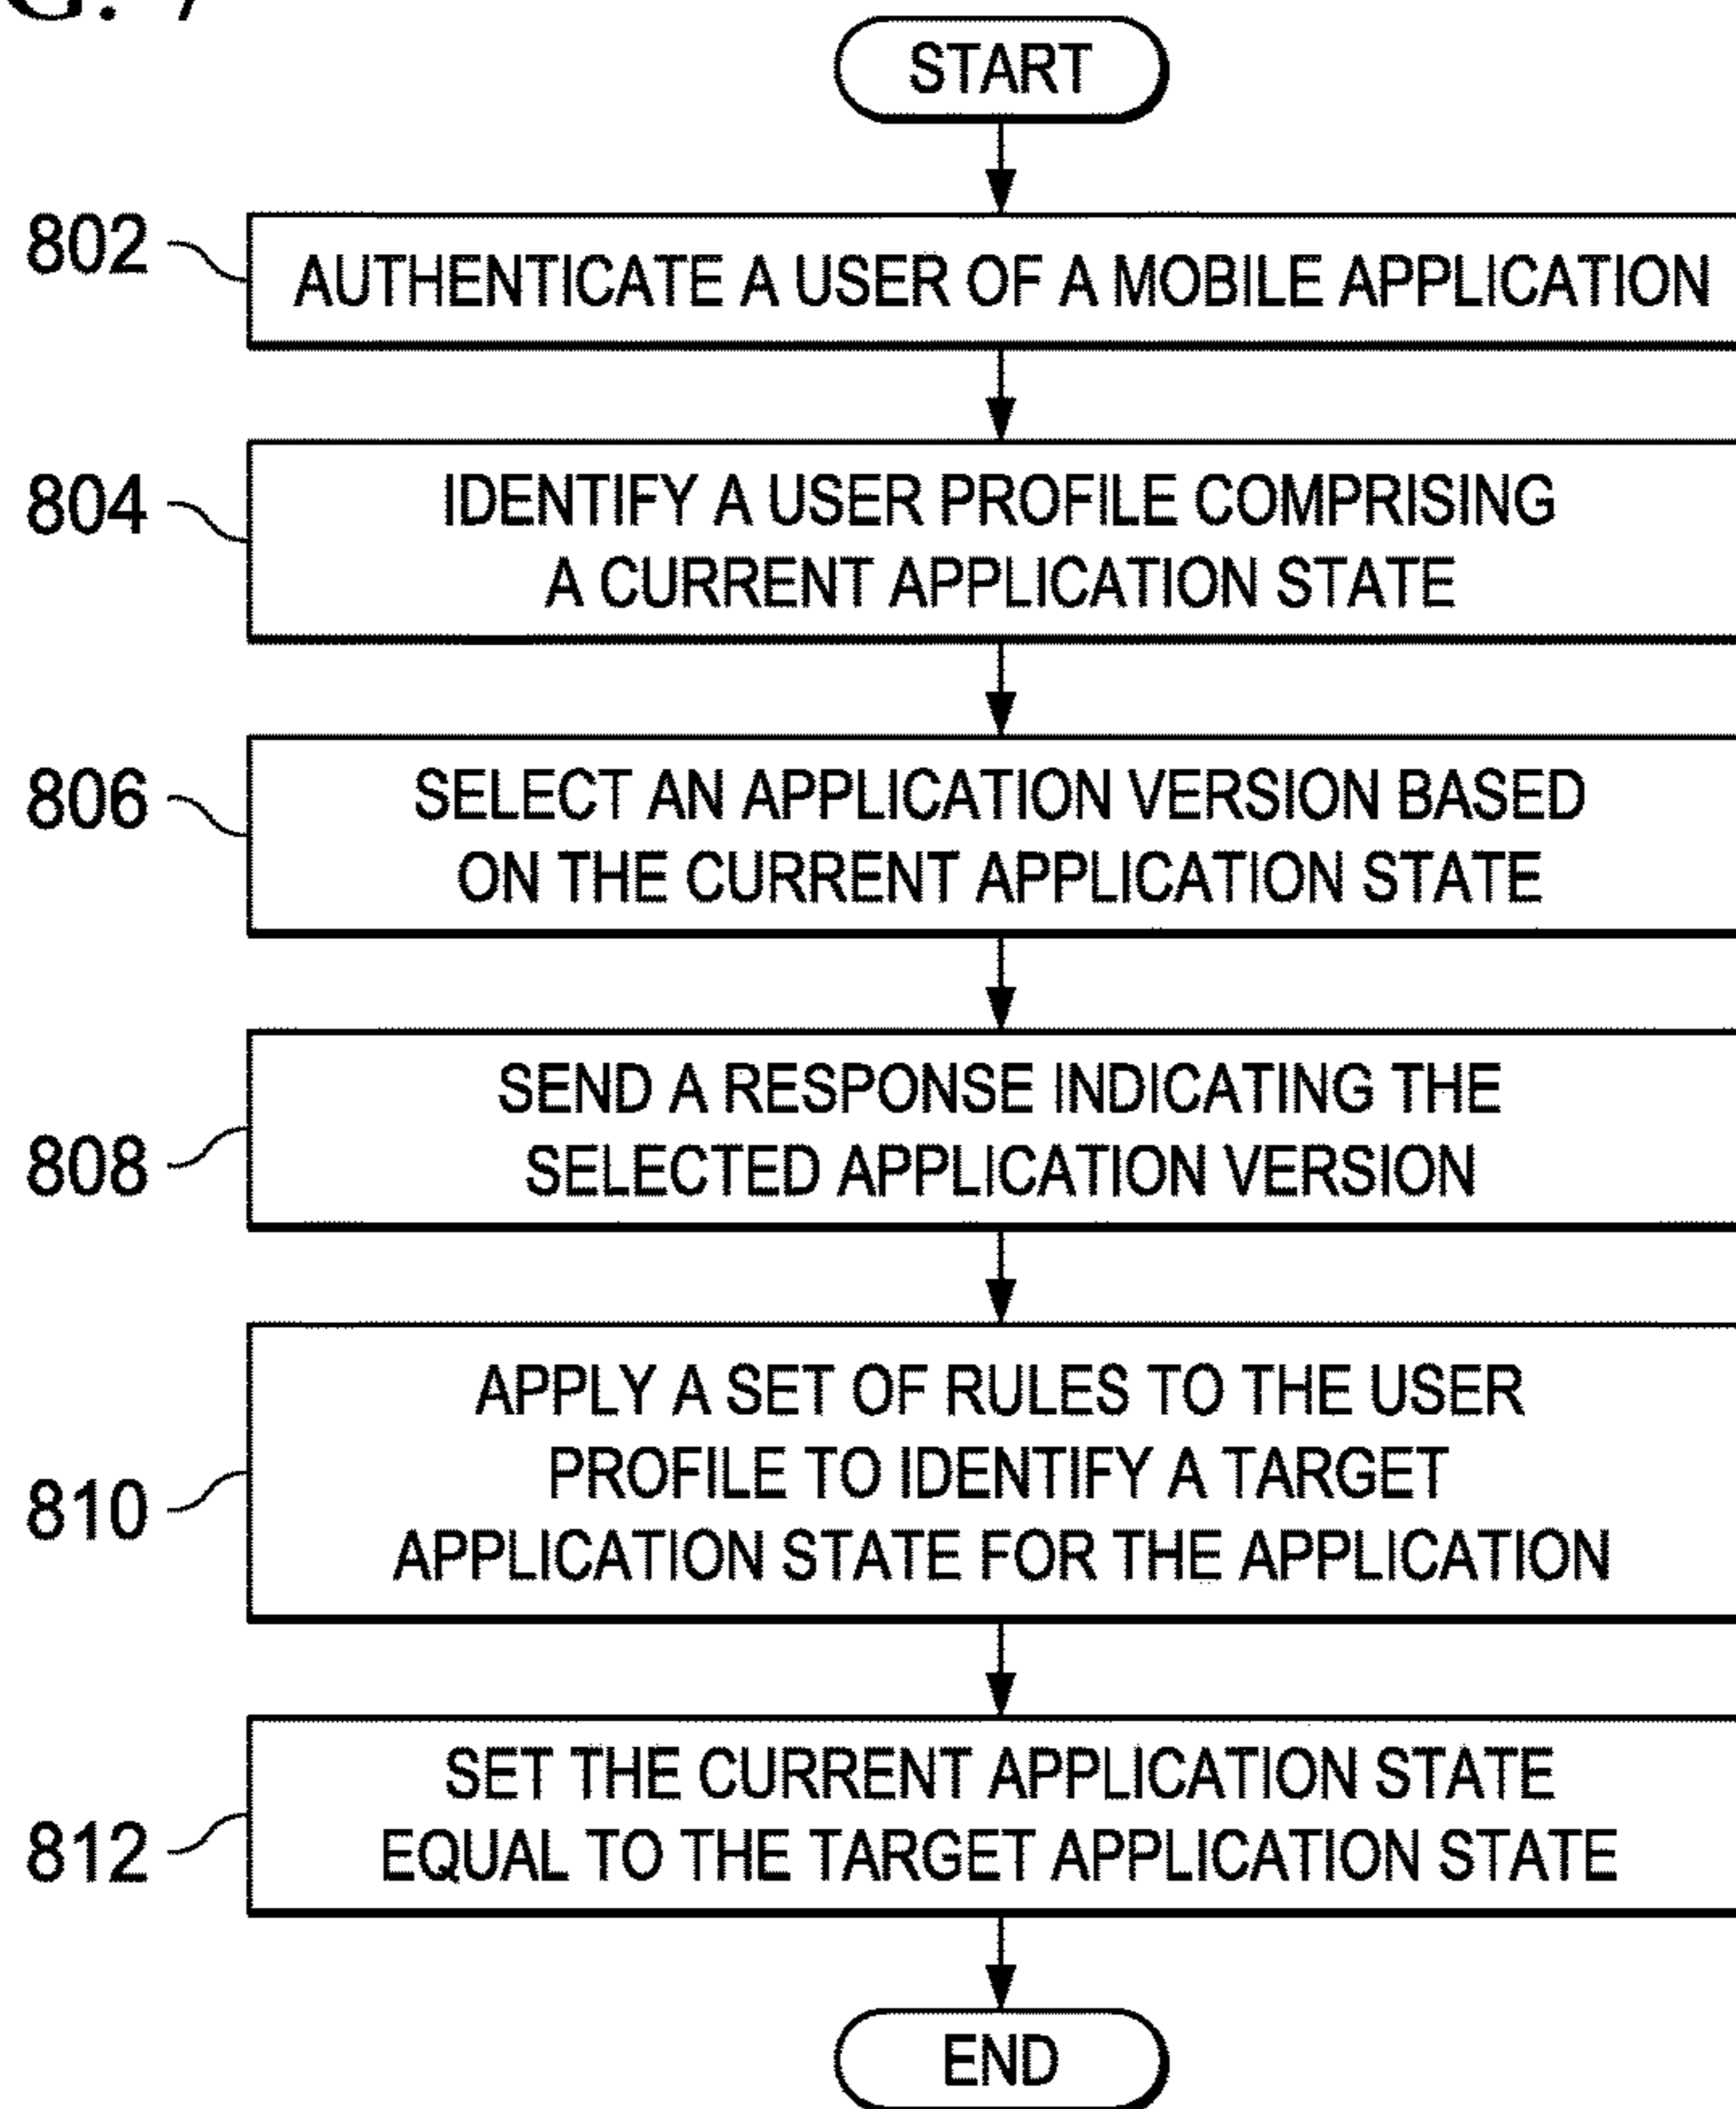 G. 7
START
802
AUTHENTICATE A USER OF A MOBILE APPLICATION
804
IDENTIFY A USER PROFILE COMPRISING
A CURRENT APPLICATION STATE
806
SELECT AN APPLICATION VERSION BASED
ON THE CURRENT APPLICATION STATE
808
SEND A RESPONSE INDICATING THE
SELECTED APPLICATION VERSION
810
APPLY A SET OF RULES TO THE USER
PROFILE TO IDENTIFY A TARGET
APPLICATION STATE FOR THE APPLICATION
812
SET THE CURRENT APPLICATION STATE
EQUAL TO THE TARGET APPLICATION STATE
END